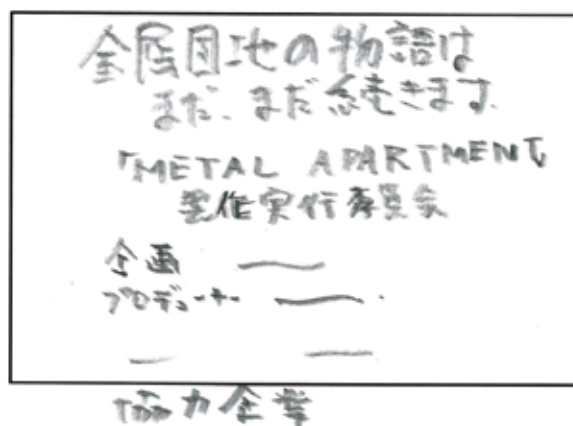 金属団地の物語は
まだ、まだ続きます.
「METAL APARTMENT」
製作実行委員会
企画
プロデューサー
協力企業